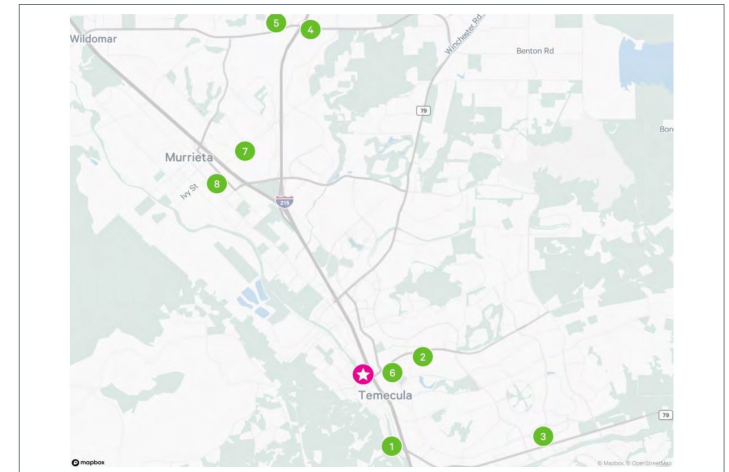 5
4
Wildomar
Winchester Rd
Benton Rd
79
Bon
7
Murrieta
8
Ivy St
215
2
6
Temecula
79
3
1
mapbox
© Mapbox, © OpenStreetMap